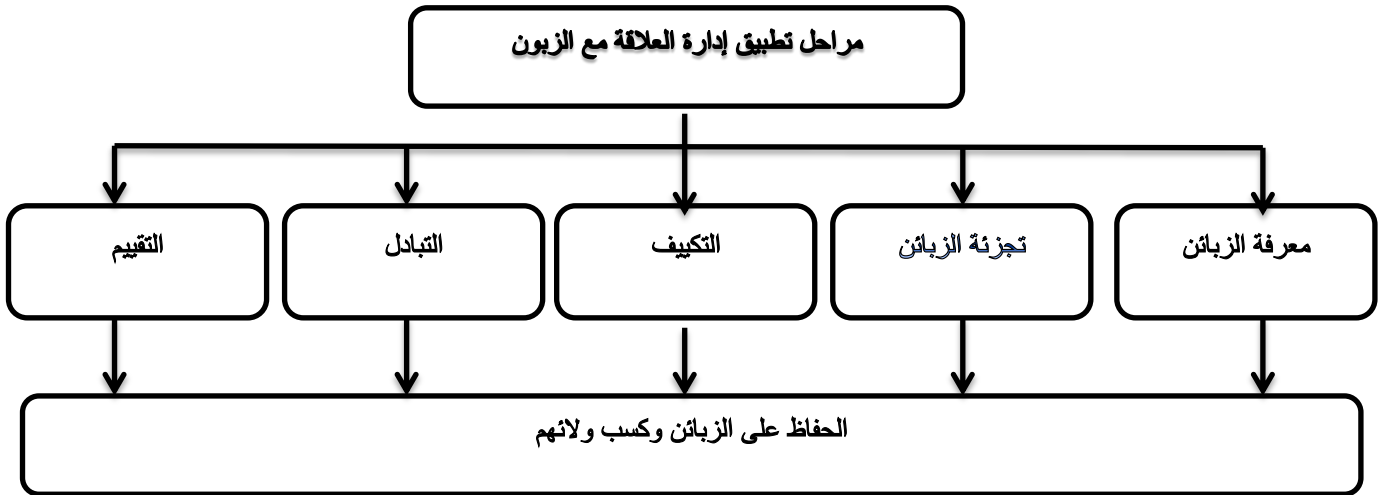 مراحل تطبيق إدارة العلاقة مع الزبون
معرفة الزبائن
تجزئة الزبائن
التكييف
التبادل
التقييم
الحفاظ على الزبائن وكسب ولائهم